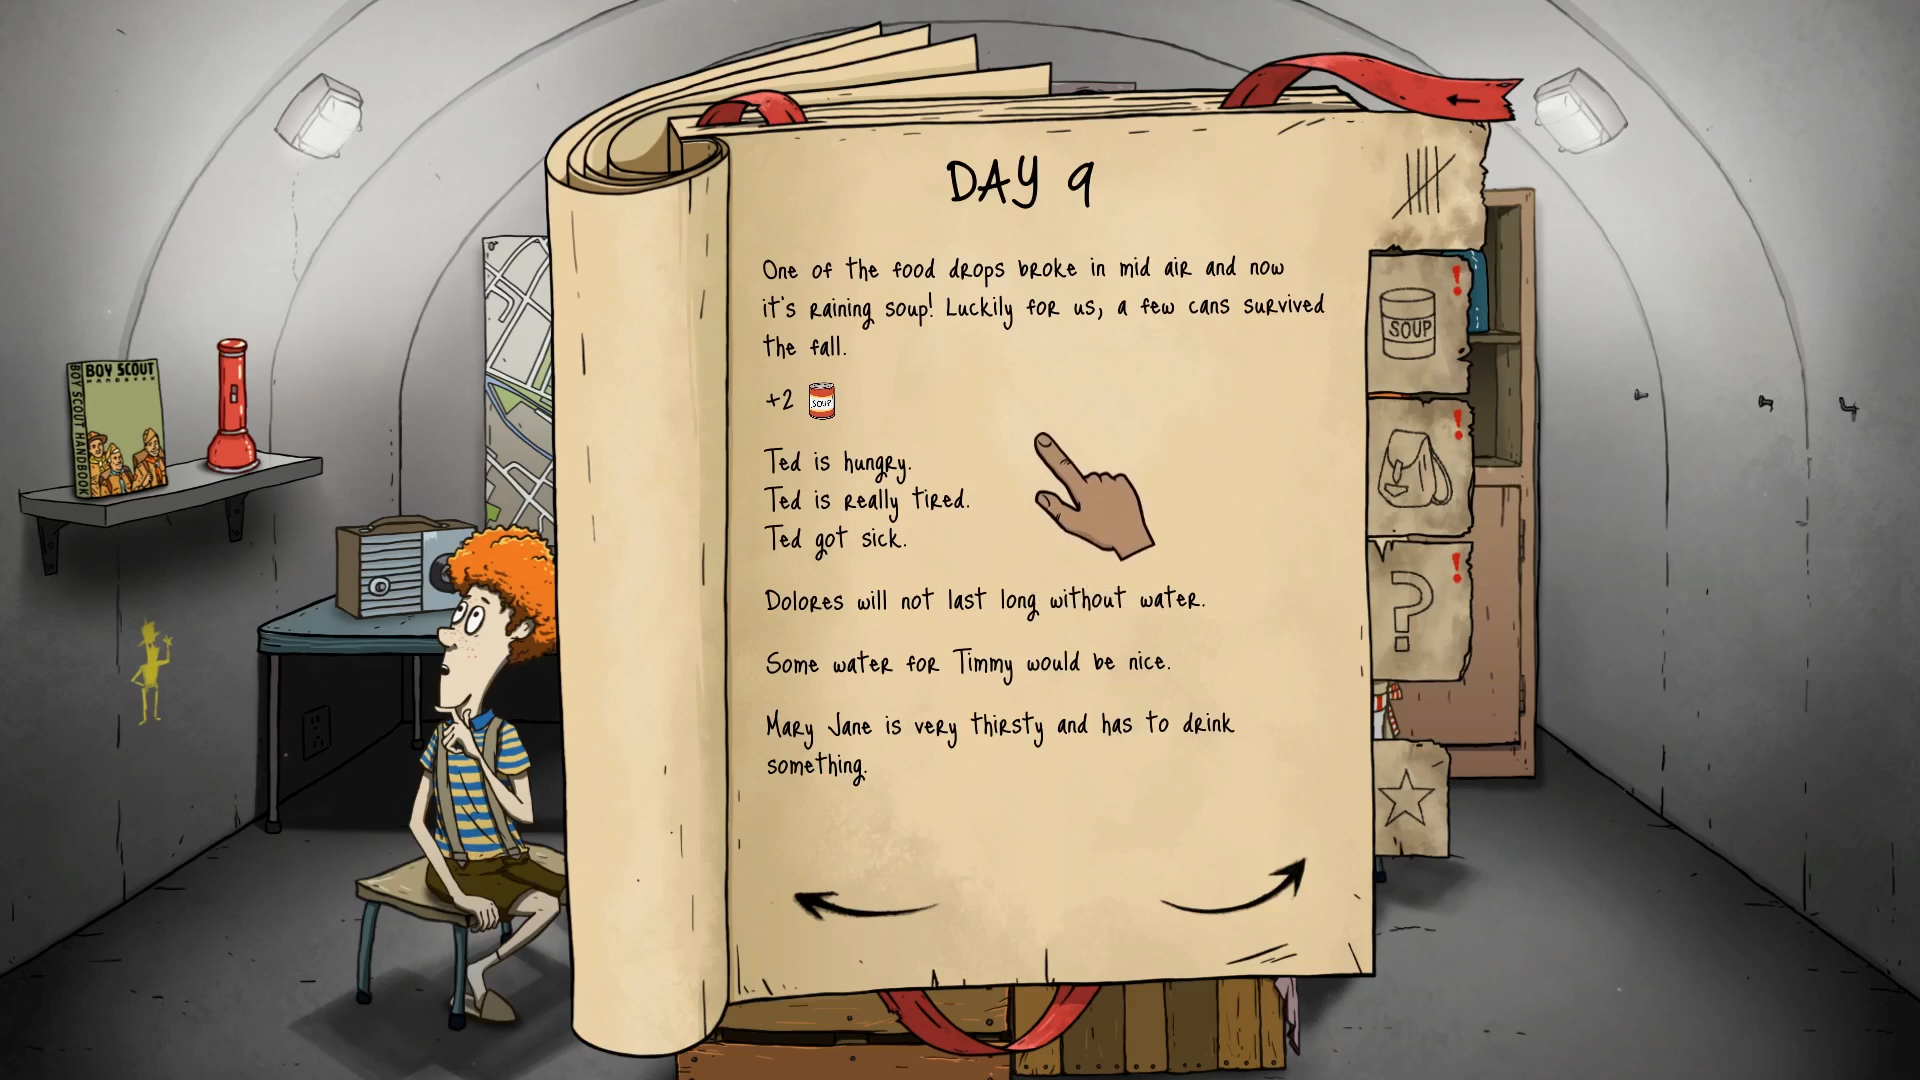 DAY 9
One of the food drops broke in mid air and now
it's raining soup! Luckily for us, a few cans survived
the fall.
+2 SOUP
Ted is hungry.
Ted is really tired.
Ted got sick.
Dolores will not last long without water.
Some water for Timmy would be nice.
Mary Jane is very thirsty and has to drink
something.
!
SOUP
!
!
?
BOY SCOUT
HANDBOOK
BOY SCOUT HANDBOOK